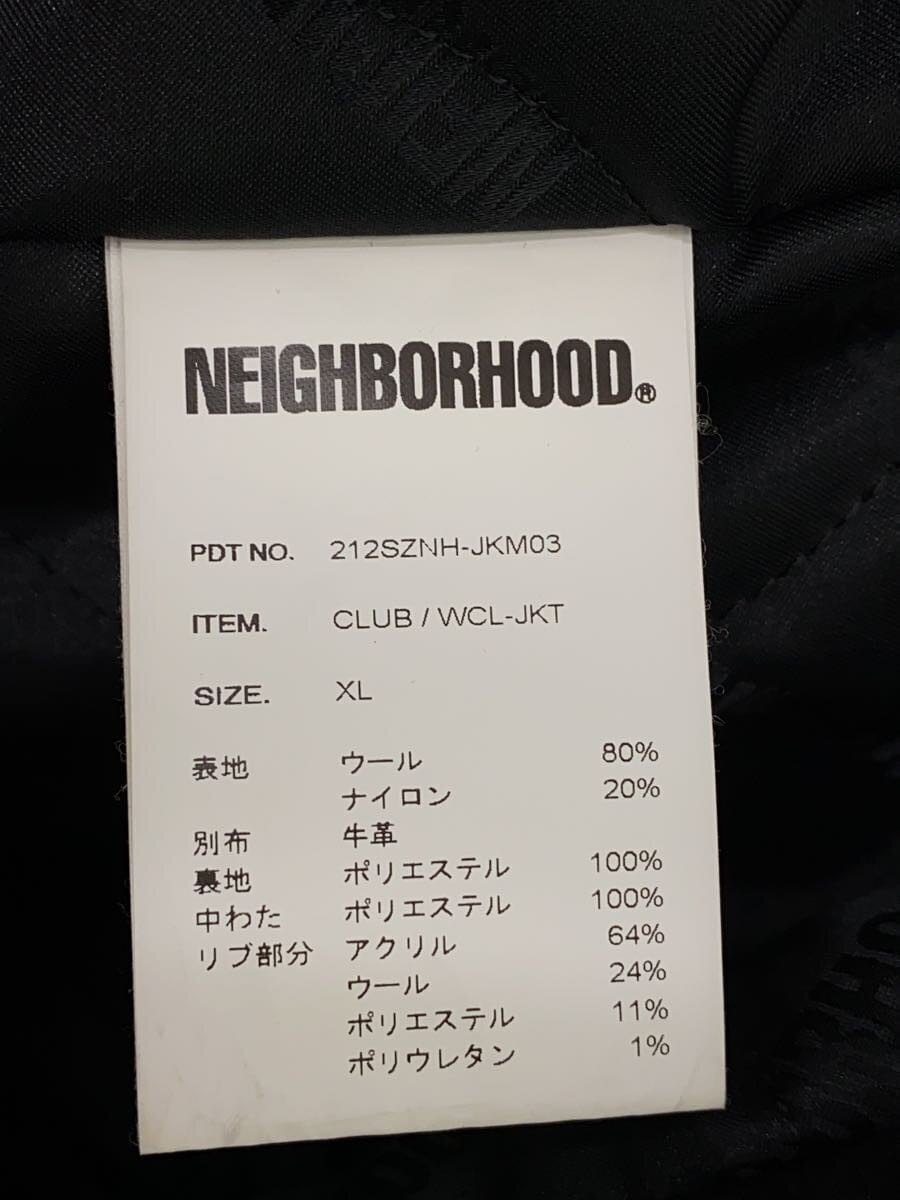 NEIGHBORHOOD®
PDT NO. 212SZNH-JKM03
ITEM. CLUB / WCL-JKT
SIZE. XL
表地 ウール 80%
ナイロン 20%
別布 牛革
裏地 ポリエステル 100%
中わた ポリエステル 100%
リブ部分 アクリル 64%
ウール 24%
ポリエステル 11%
ポリウレタン 1%